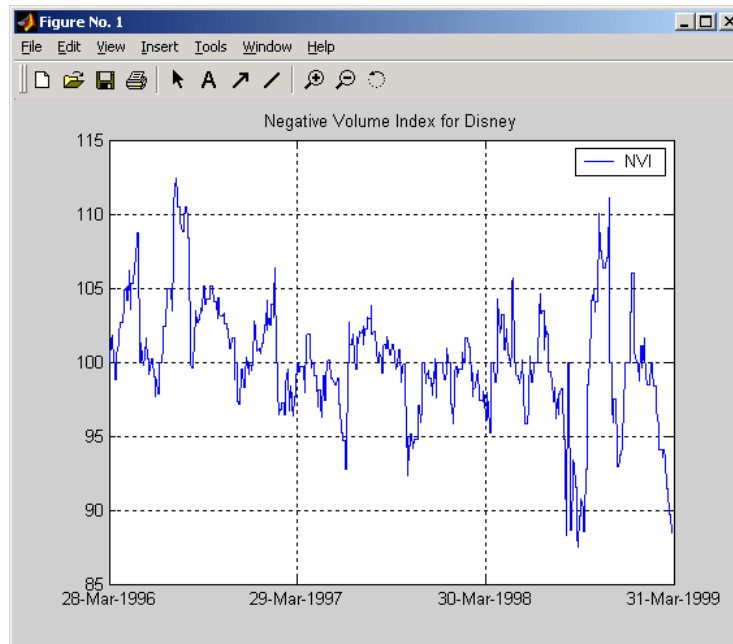 Figure No. 1
File Edit View Insert Tools Window Help
A
Negative Volume Index for Disney
NVI
115
110
105
100
95
90
85
28-Mar-1996 29-Mar-1997 30-Mar-1998 31-Mar-1999